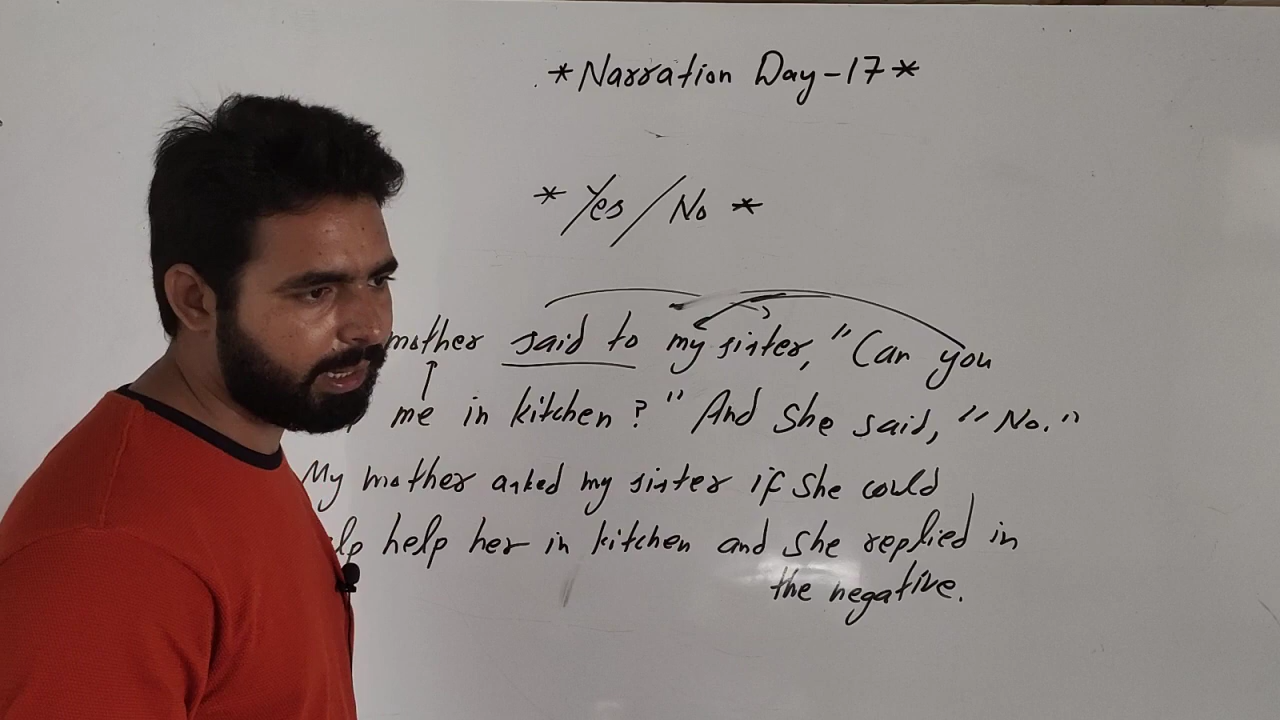 *Narration Day-17*
*Yes/No*
mother said to my sister, "Can you
me in kitchen?" And she said, "No."
My mother asked my sister if she could
help her in kitchen and she replied in
the negative.